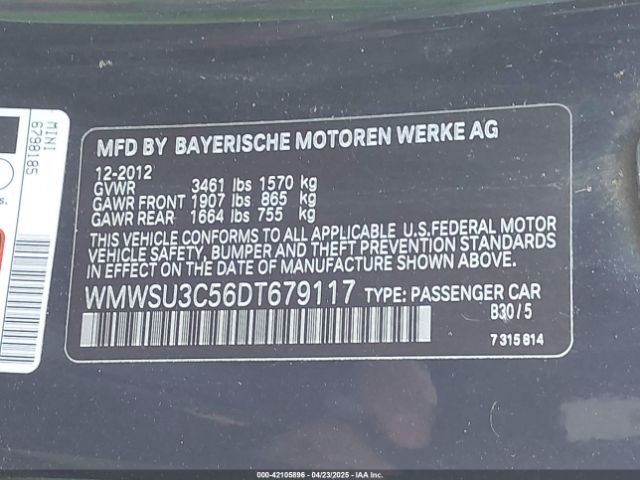 MINI
6798185
MFD BY BAYERISCHE MOTOREN WERKE AG
12-2012
GVWR 3461 lbs 1570 kg
GAWR FRONT 1907 lbs 865 kg
GAWR REAR 1664 lbs 755 kg
THIS VEHICLE CONFORMS TO ALL APPLICABLE U.S.FEDERAL MOTOR
VEHICLE SAFETY, BUMPER AND THEFT PREVENTION STANDARDS
IN EFFECT ON THE DATE OF MANUFACTURE SHOWN ABOVE.
WMWSU3C56DT679117 TYPE: PASSENGER CAR
B30 / 5
7 315 814
000-42105896 - 04/23/2025 - IAA Inc.